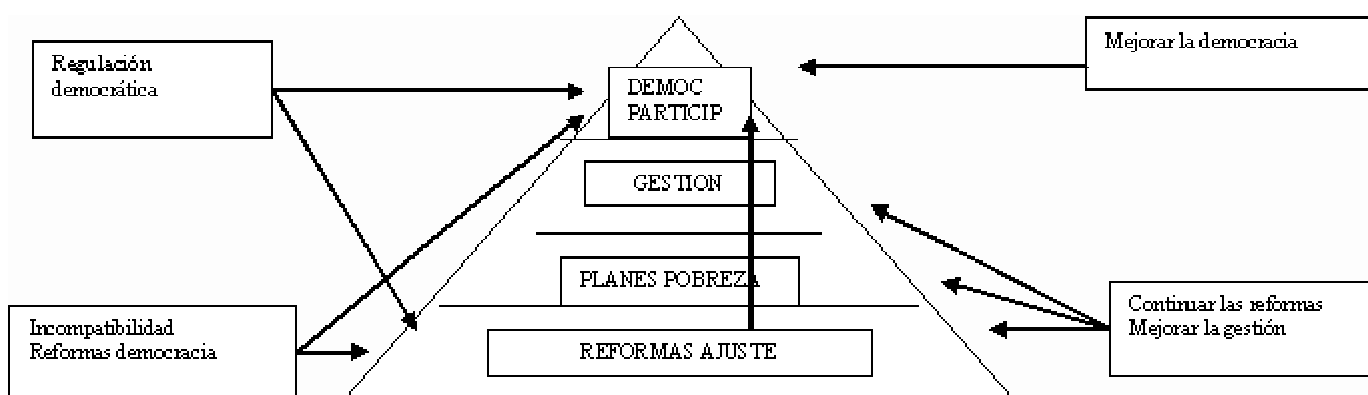 Regulación
democrática
DEMOC
PARTICIP
Mejorar la democracia
GESTION
PLANES POBREZA
Incompatibilidad
Reformas democracia
REFORMAS AJUSTE
Continuar las reformas
Mejorar la gestión